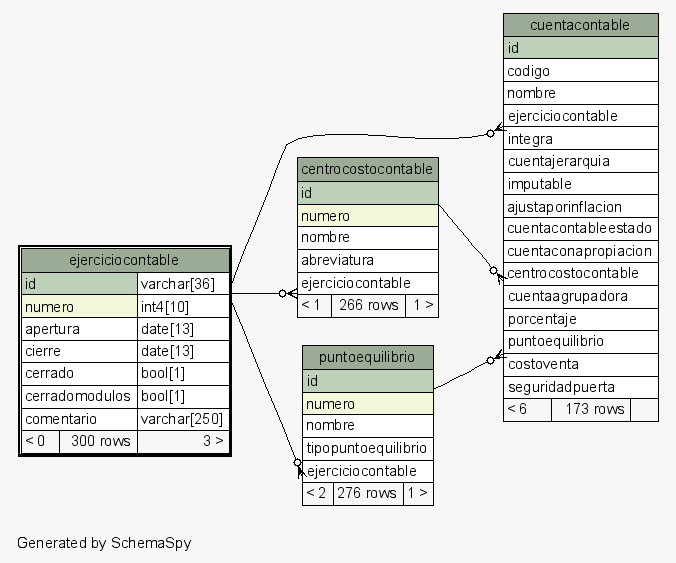 cuentacontable
id
codigo
nombre
ejerciciocontable
integra
cuentajerarquia
imputable
ajustaporinflacion
cuentacontableestado
cuentaconapropiacion
centrocostocontable
cuentaagrupadora
porcentaje
puntoequilibrio
costoventa
seguridadpuerta
< 6 173 rows
centrocostocontable
id
numero
nombre
abreviatura
ejerciciocontable
< 1 266 rows 1 >
ejerciciocontable
id varchar[36]
numero int4[10]
apertura date[13]
cierre date[13]
cerrado bool[1]
cerradomodulos bool[1]
comentario varchar[250]
< 0 300 rows 3 >
puntoequilibrio
id
numero
nombre
tipopuntoequilibrio
ejerciciocontable
< 2 276 rows 1 >
Generated by SchemaSpy